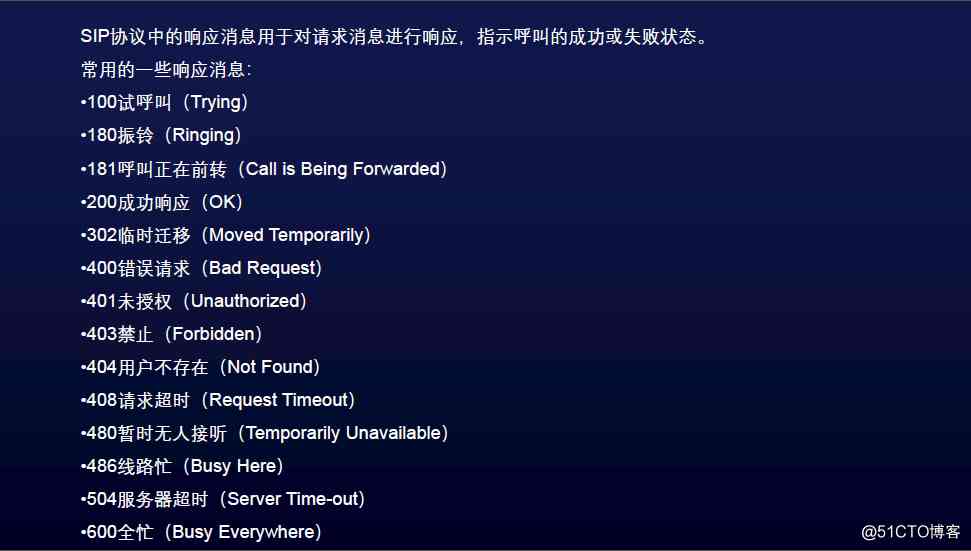 SIP协议中的响应消息用于对请求消息进行响应，指示呼叫的成功或失败状态。
常用的一些响应消息：
•100试呼叫（Trying）
•180振铃（Ringing）
•181呼叫正在前转（Call is Being Forwarded）
•200成功响应（OK）
•302临时迁移（Moved Temporarily）
•400错误请求（Bad Request）
•401未授权（Unauthorized）
•403禁止（Forbidden）
•404用户不存在（Not Found）
•408请求超时（Request Timeout）
•480暂时无人接听（Temporarily Unavailable）
•486线路忙（Busy Here）
•504服务器超时（Server Time-out）
•600全忙（Busy Everywhere）
@51CTO博客